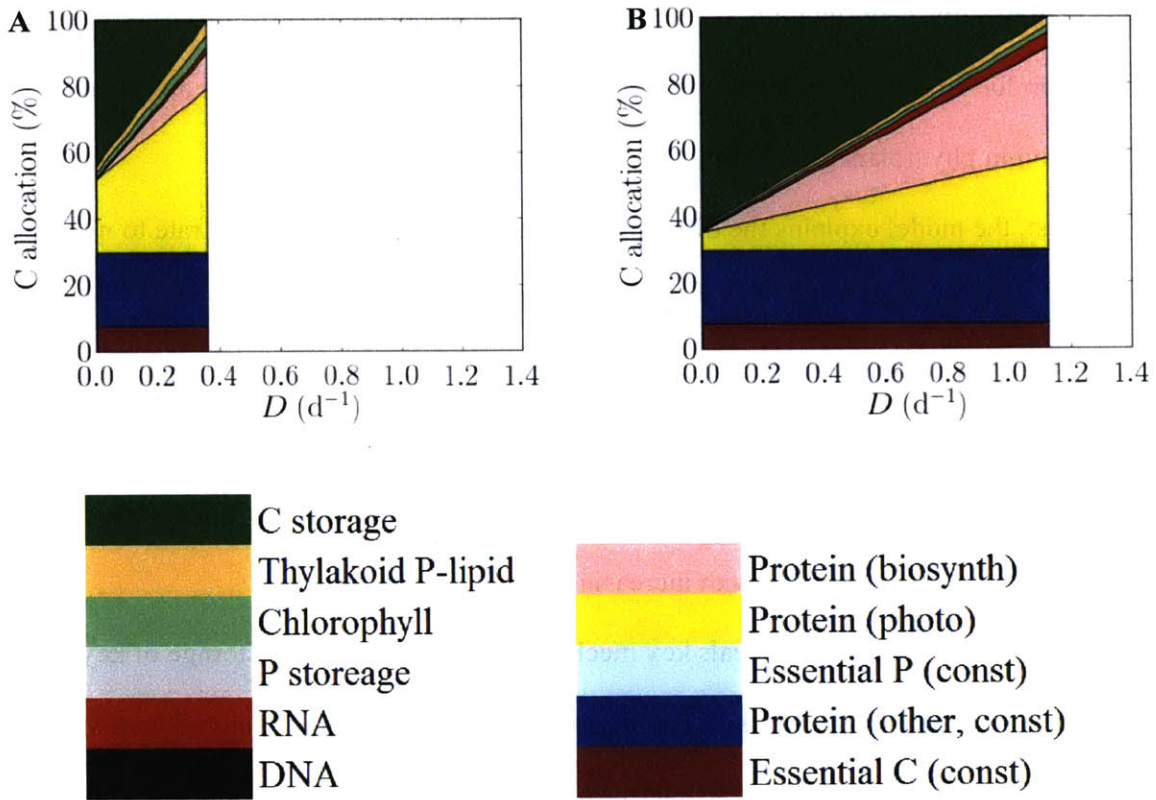 A
C allocation (%)
100
80
60
40
20
0
0.0 0.2 0.4 0.6 0.8 1.0 1.2 1.4
D (d⁻¹)
B
C allocation (%)
100
80
60
40
20
0
0.0 0.2 0.4 0.6 0.8 1.0 1.2 1.4
D (d⁻¹)
C storage
Thylakoid P-lipid
Chlorophyll
P storeage
RNA
DNA
Protein (biosynth)
Protein (photo)
Essential P (const)
Protein (other, const)
Essential C (const)